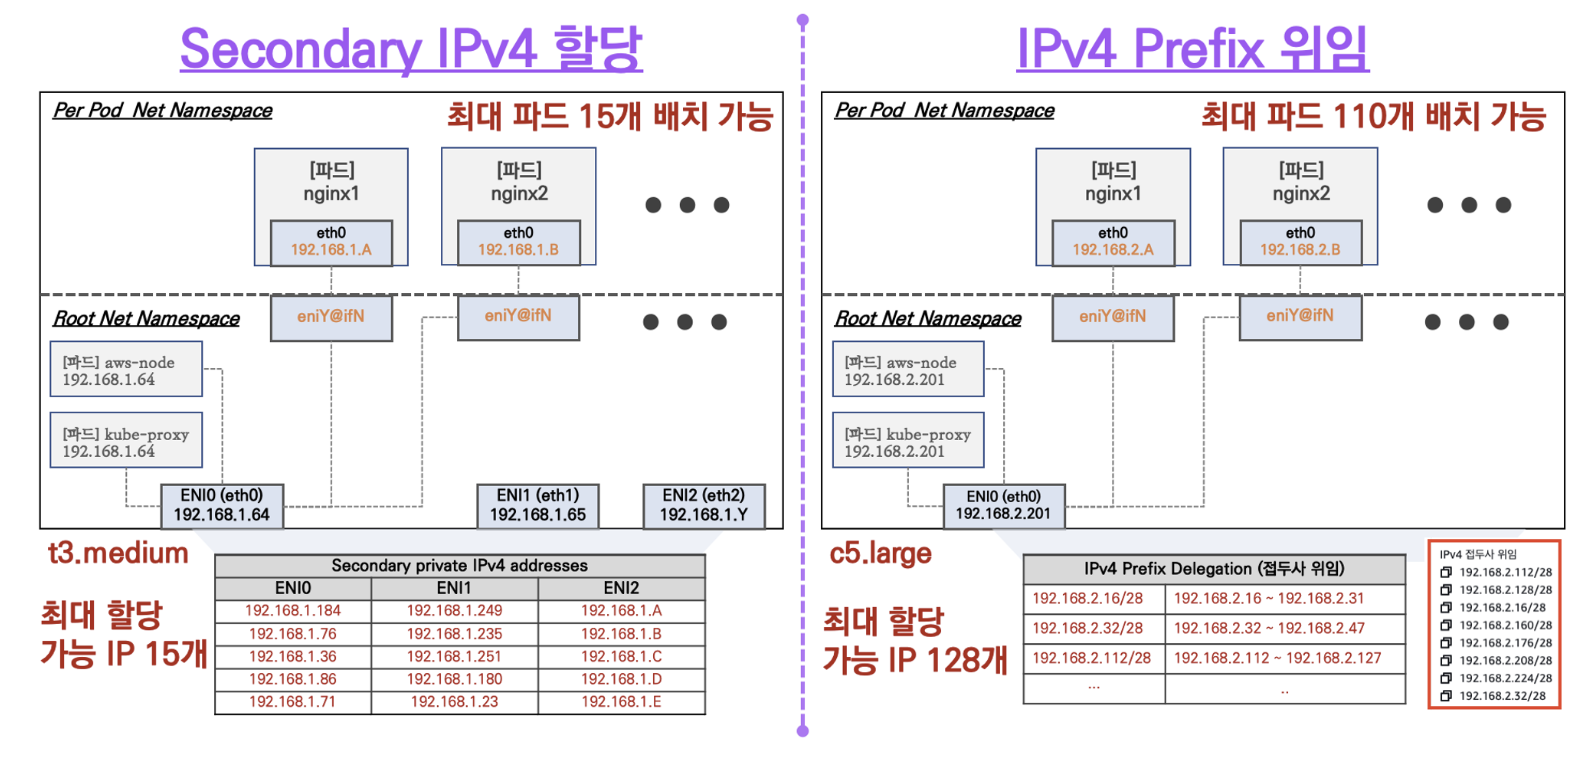 Secondary IPv4 할당
Per Pod Net Namespace
최대 파드 15개 배치 가능
[파드]
nginx1
eth0
192.168.1.A
[파드]
nginx2
eth0
192.168.1.B
eniY@ifN
eniY@ifN
Root Net Namespace
[파드] aws-node
192.168.1.64
[파드] kube-proxy
192.168.1.64
ENI0 (eth0)
192.168.1.64
ENI1 (eth1)
192.168.1.65
ENI2 (eth2)
192.168.1.Y
t3.medium
최대 할당
가능 IP 15개
Secondary private IPv4 addresses
ENI0 ENI1 ENI2
192.168.1.184 192.168.1.249 192.168.1.A
192.168.1.76 192.168.1.235 192.168.1.B
192.168.1.36 192.168.1.251 192.168.1.C
192.168.1.86 192.168.1.180 192.168.1.D
192.168.1.71 192.168.1.23 192.168.1.E
IPv4 Prefix 위임
Per Pod Net Namespace
최대 파드 110개 배치 가능
[파드]
nginx1
eth0
192.168.2.A
[파드]
nginx2
eth0
192.168.2.B
eniY@ifN
eniY@ifN
Root Net Namespace
[파드] aws-node
192.168.2.201
[파드] kube-proxy
192.168.2.201
ENI0 (eth0)
192.168.2.201
c5.large
최대 할당
가능 IP 128개
IPv4 Prefix Delegation (접두사 위임)
192.168.2.16/28 192.168.2.16 ~ 192.168.2.31
192.168.2.32/28 192.168.2.32 ~ 192.168.2.47
192.168.2.112/28 192.168.2.112 ~ 192.168.2.127
... ..
IPv4 접두사 위임
192.168.2.112/28
192.168.2.128/28
192.168.2.16/28
192.168.2.160/28
192.168.2.176/28
192.168.2.208/28
192.168.2.224/28
192.168.2.32/28